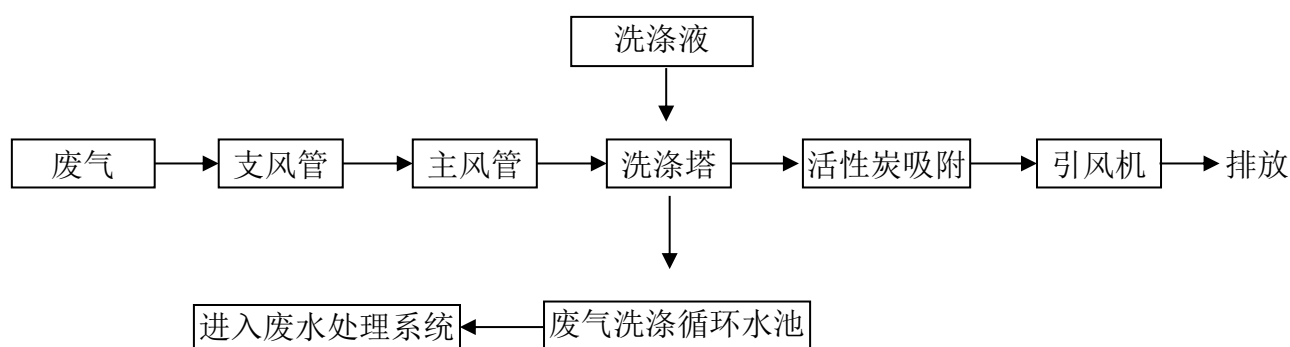 洗涤液
废气
支风管
主风管
洗涤塔
活性炭吸附
引风机
排放
进入废水处理系统
废气洗涤循环水池